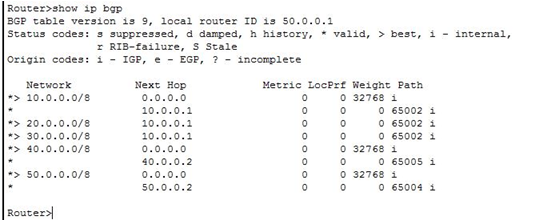 Router>show ip bgp
BGP table version is 9, local router ID is 50.0.0.1
Status codes: s suppressed, d damped, h history, * valid, > best, i - internal,
              r RIB-failure, S Stale
Origin codes: i - IGP, e - EGP, ? - incomplete

   Network          Next Hop            Metric LocPrf Weight Path
*> 10.0.0.0/8       0.0.0.0                  0     0 32768 i
*                   10.0.0.1                 0     0     0 65002 i
*> 20.0.0.0/8       10.0.0.1                 0     0     0 65002 i
*> 30.0.0.0/8       10.0.0.1                 0     0     0 65002 i
*> 40.0.0.0/8       0.0.0.0                  0     0 32768 i
*                   40.0.0.2                 0     0     0 65005 i
*> 50.0.0.0/8       0.0.0.0                  0     0 32768 i
*                   50.0.0.2                 0     0     0 65004 i

Router>